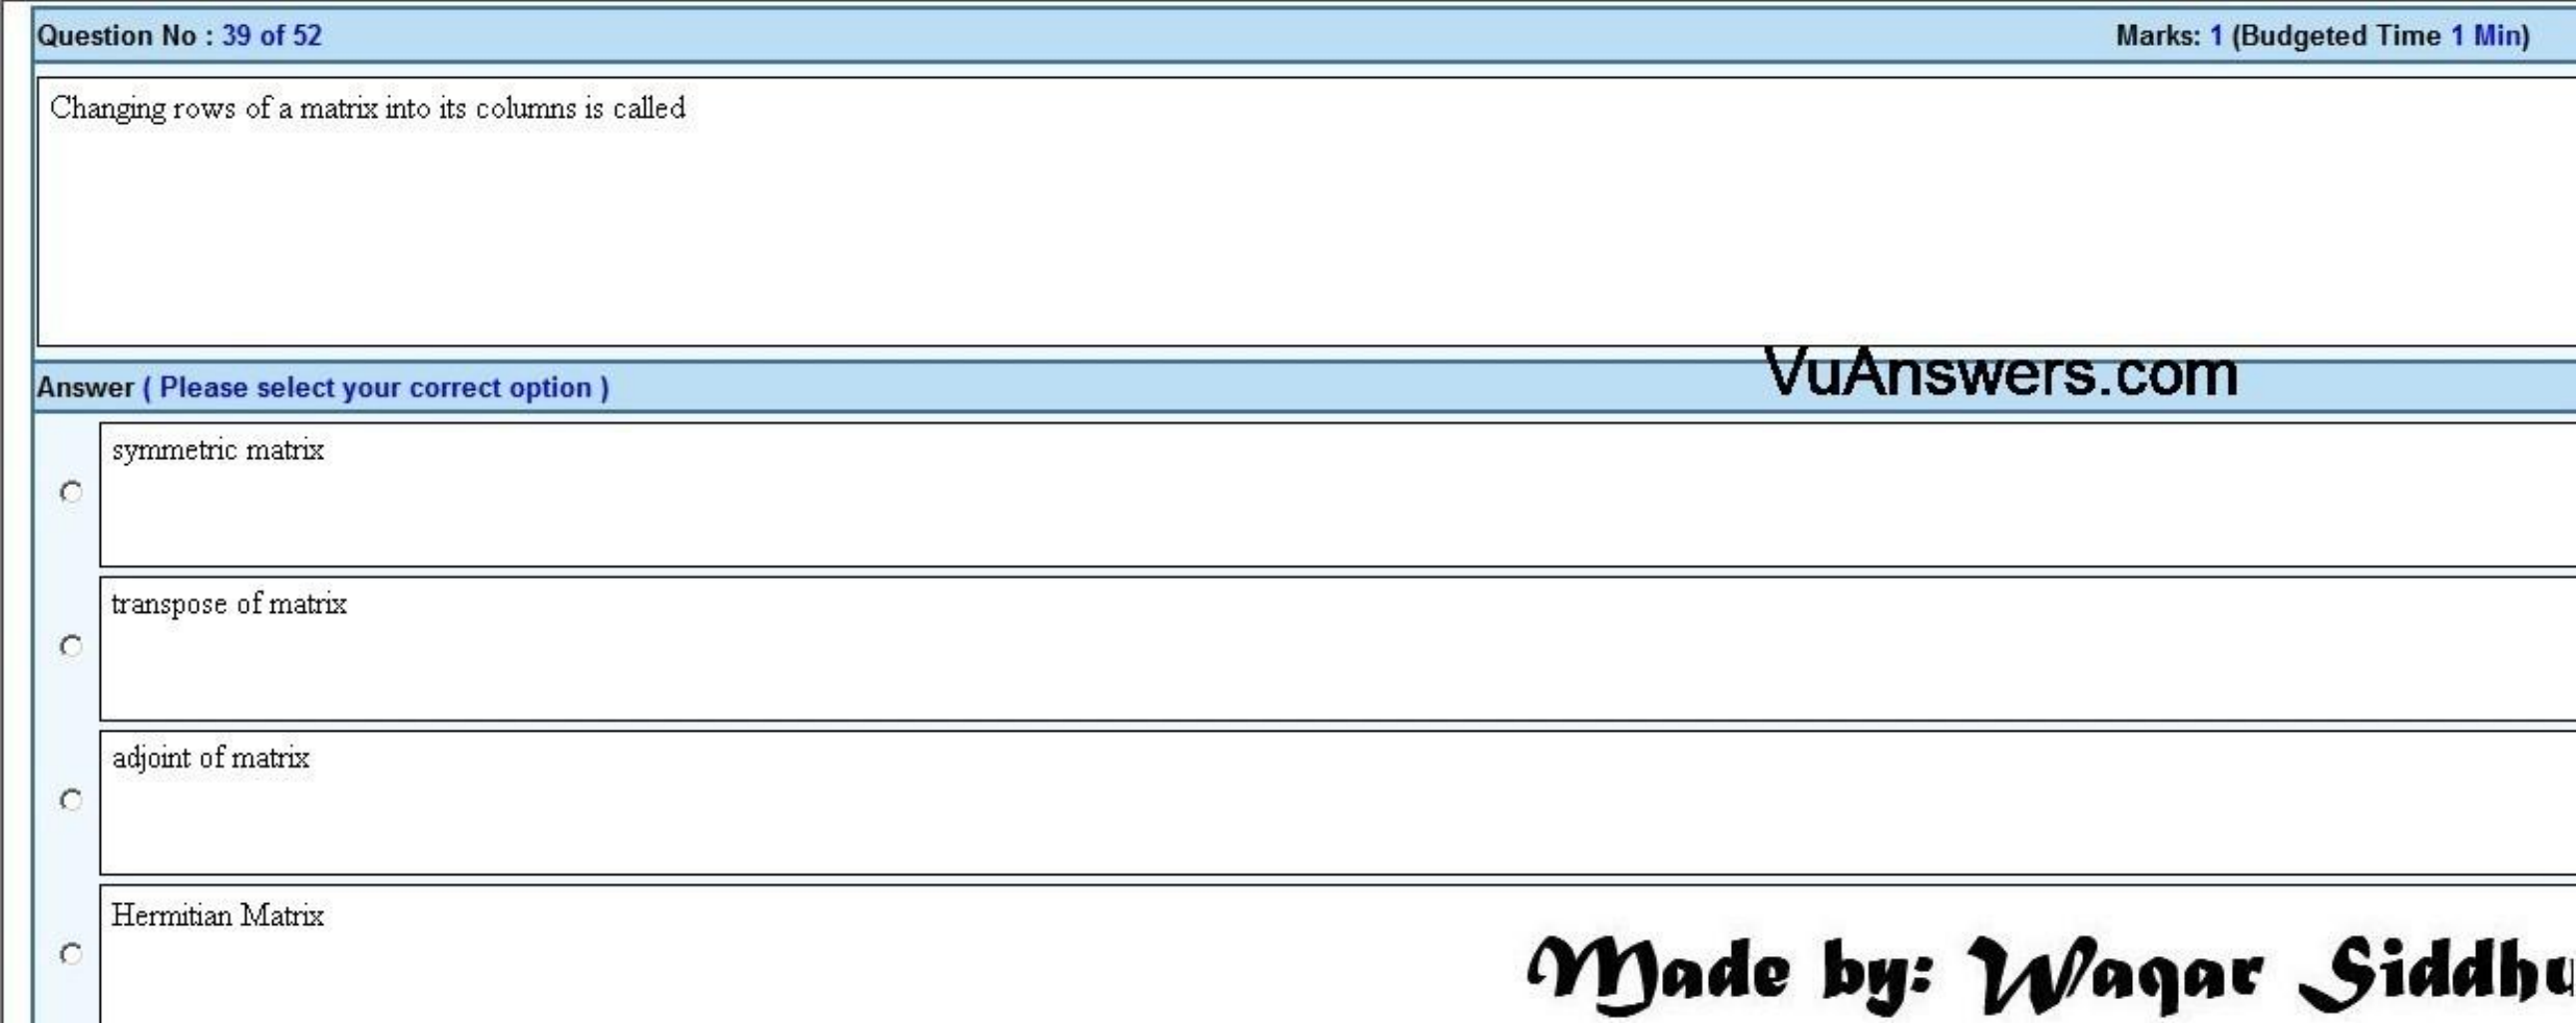 Question No : 39 of 52 Marks: 1 (Budgeted Time 1 Min)
Changing rows of a matrix into its columns is called
VuAnswers.com
Answer ( Please select your correct option )
symmetric matrix
transpose of matrix
adjoint of matrix
Hermitian Matrix
Made by: Waqar Siddhu